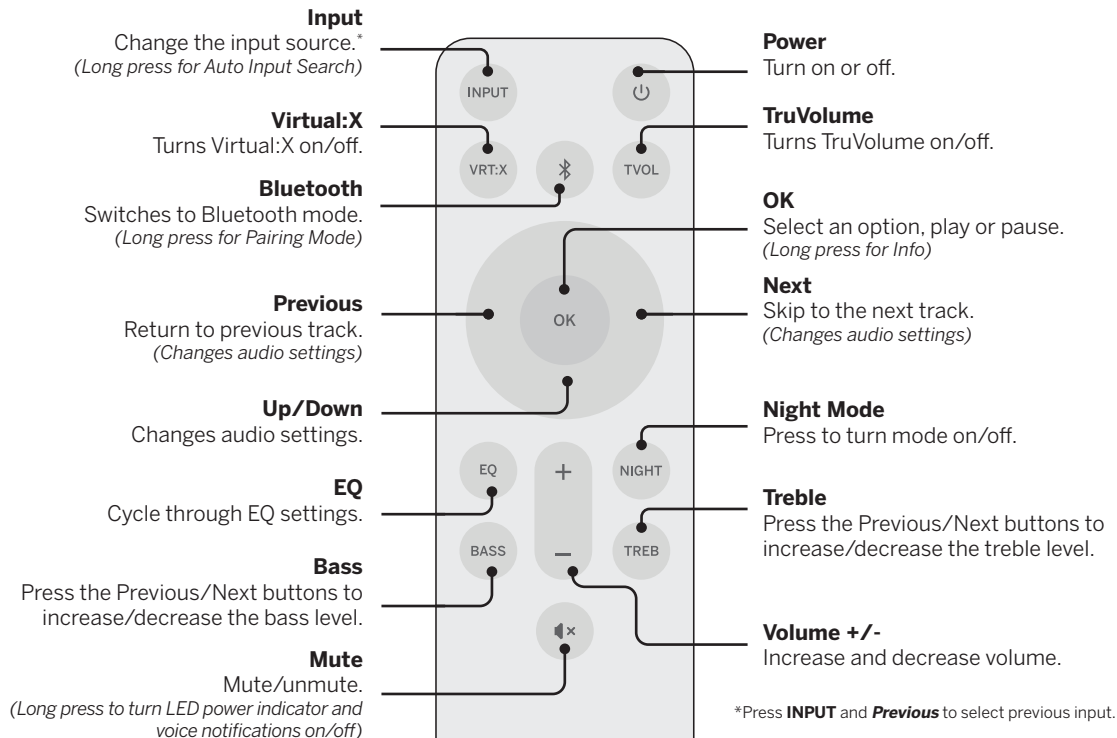 Input
Change the input source.*
(Long press for Auto Input Search)
Virtual:X
Turns Virtual:X on/off.
Bluetooth
Switches to Bluetooth mode.
(Long press for Pairing Mode)
Previous
Return to previous track.
(Changes audio settings)
Up/Down
Changes audio settings.
EQ
Cycle through EQ settings.
Bass
Press the Previous/Next buttons to
increase/decrease the bass level.
Mute
Mute/unmute.
(Long press to turn LED power indicator and
voice notifications on/off)
INPUT
VRT:X
TVOL
OK
EQ
+
NIGHT
BASS
–
TREB
Power
Turn on or off.
TruVolume
Turns TruVolume on/off.
OK
Select an option, play or pause.
(Long press for Info)
Next
Skip to the next track.
(Changes audio settings)
Night Mode
Press to turn mode on/off.
Treble
Press the Previous/Next buttons to
increase/decrease the treble level.
Volume +/-
Increase and decrease volume.
*Press INPUT and Previous to select previous input.